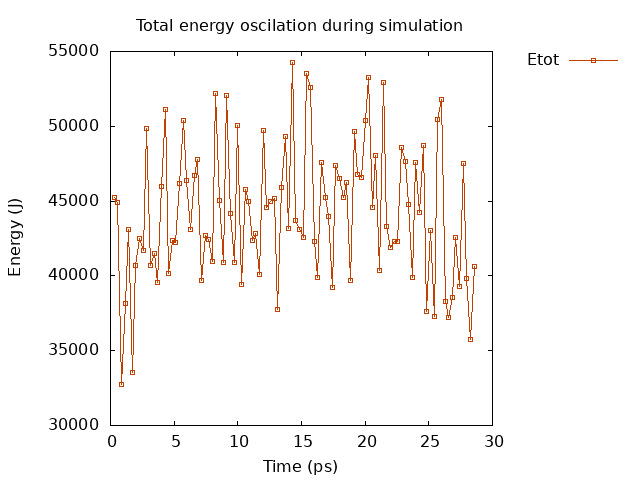 Total energy oscilation during simulation
Etot
55000
50000
45000
40000
35000
30000
Energy (J)
0 5 10 15 20 25 30
Time (ps)